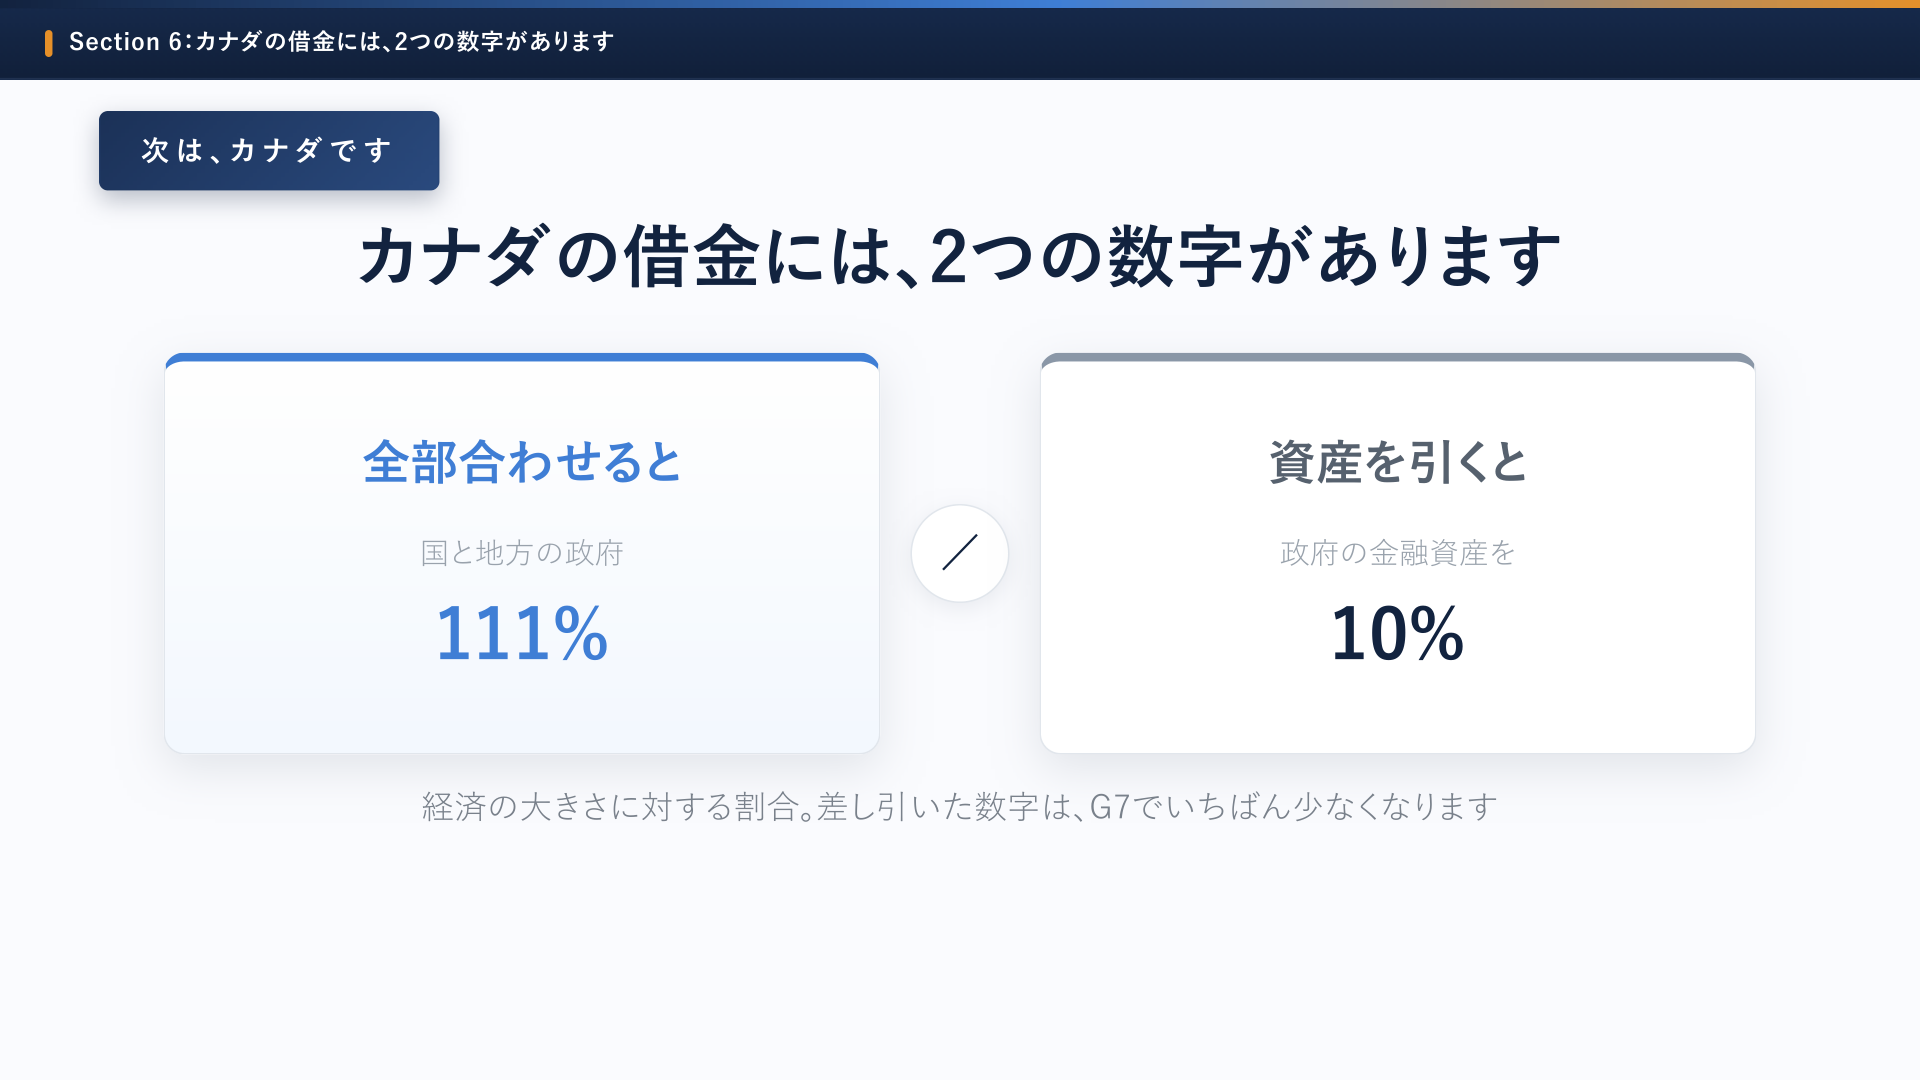 Section 6：カナダの借金には、2つの数字があります
次は、カナダです
カナダの借金には、2つの数字があります
全部合わせると
国と地方の政府
111%
／
資産を引くと
政府の金融資産を
10%
経済の大きさに対する割合。差し引いた数字は、G7でいちばん少なくなります